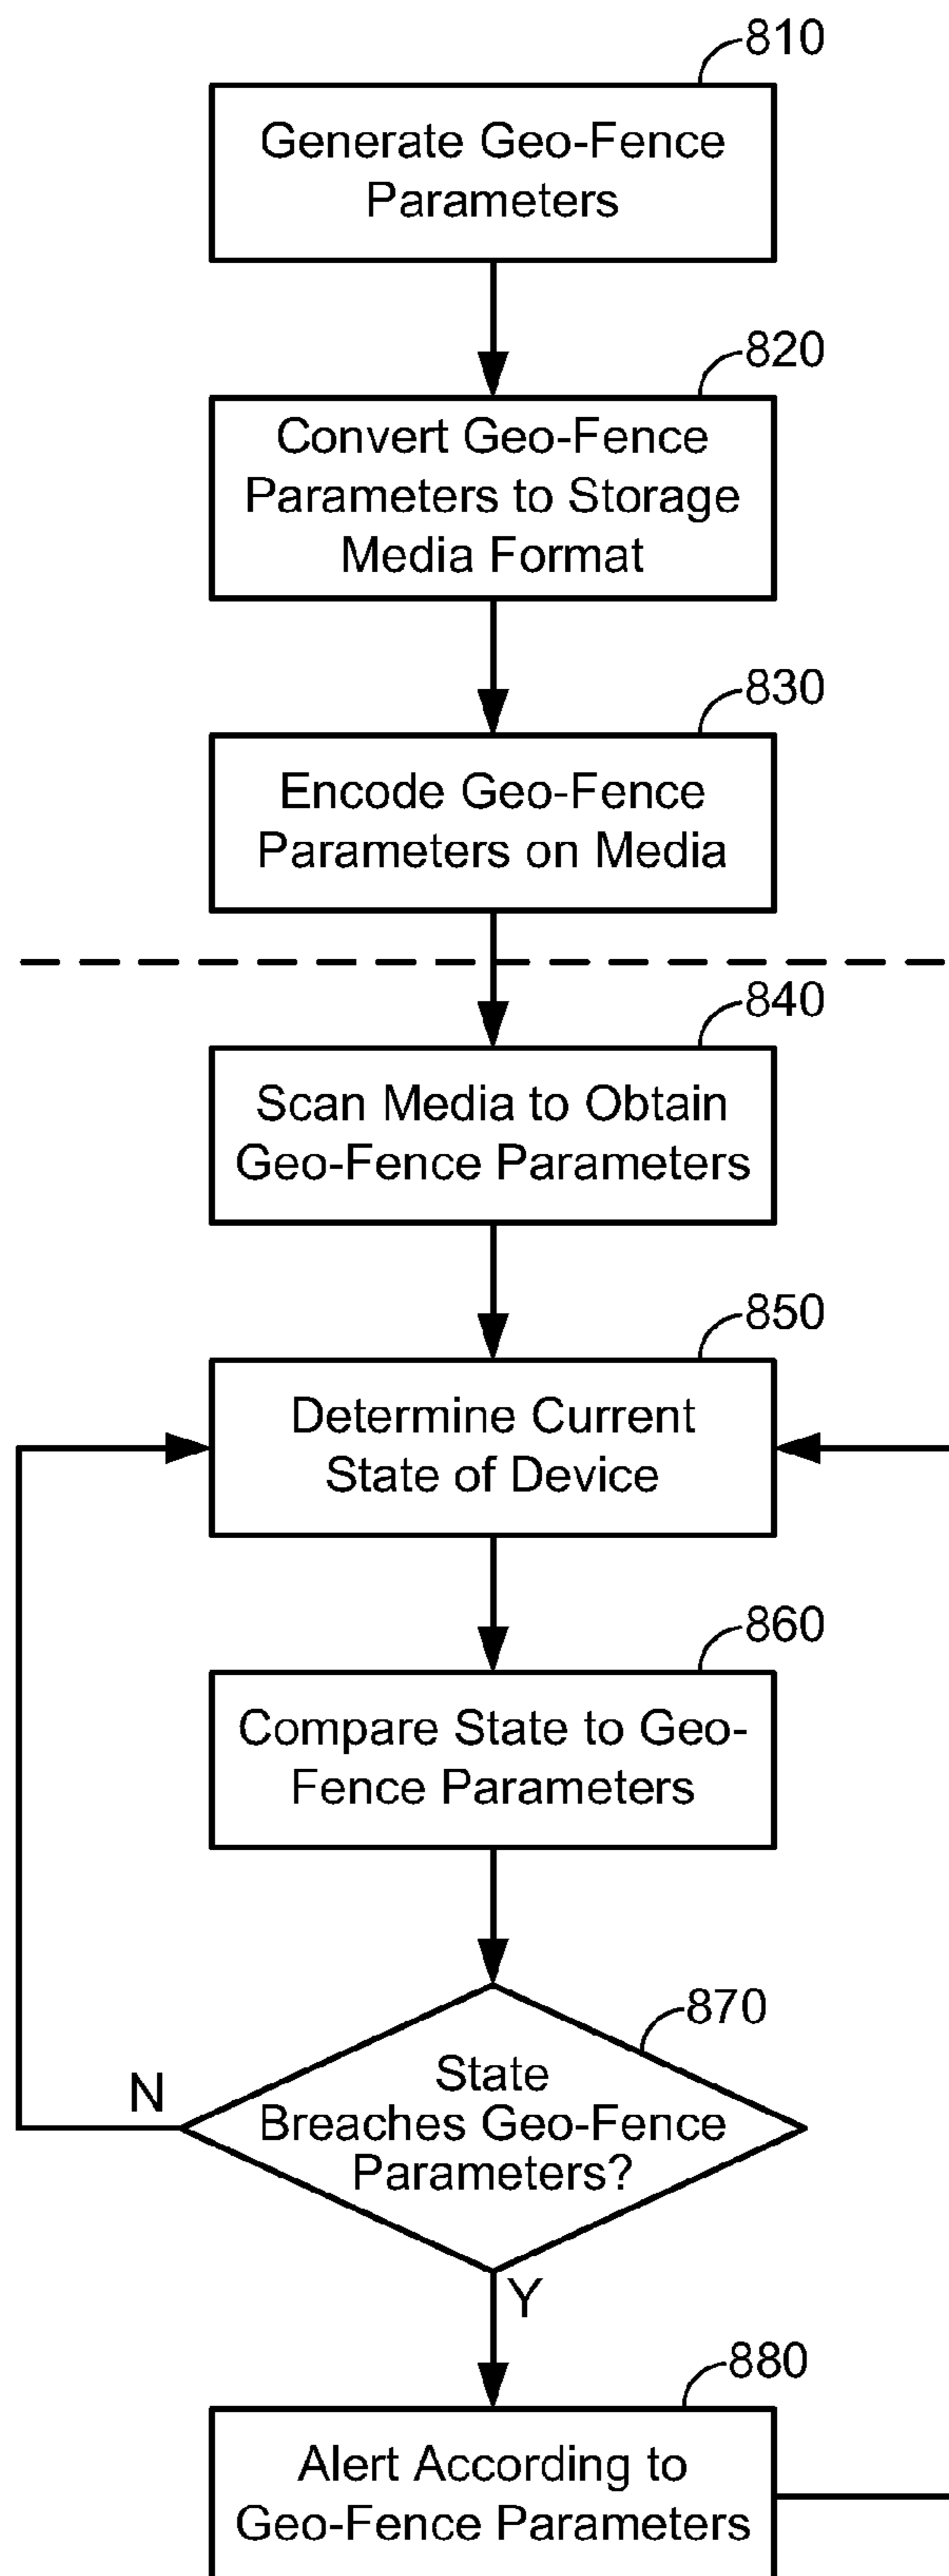 810
Generate Geo-Fence
Parameters
820
Convert Geo-Fence
Parameters to Storage
Media Format
830
Encode Geo-Fence
Parameters on Media
840
Scan Media to Obtain
Geo-Fence Parameters
850
Determine Current
State of Device
860
Compare State to Geo-
Fence Parameters
870
State
Breaches Geo-Fence
Parameters?
N
Y
880
Alert According to
Geo-Fence Parameters